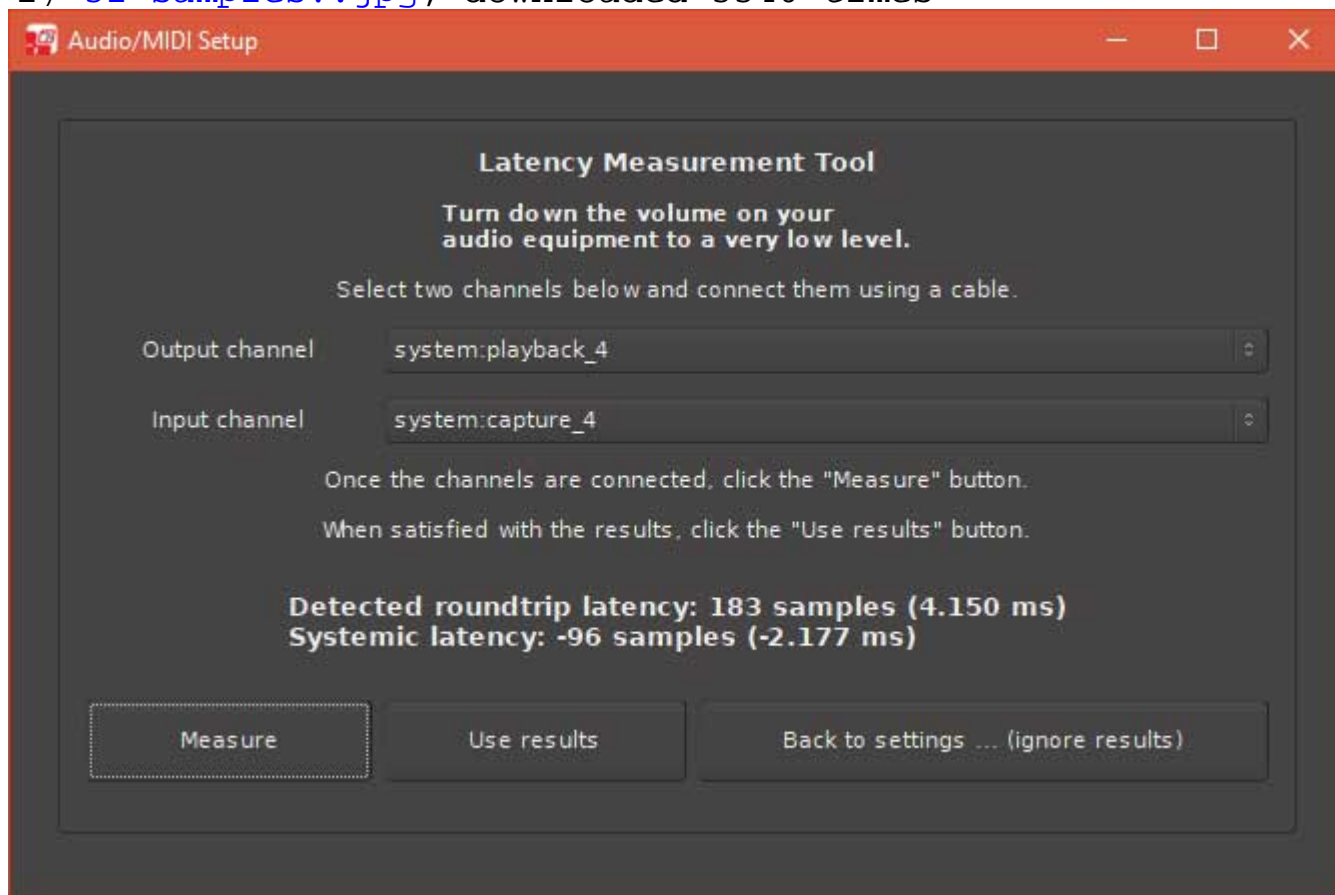 Audio/MIDI Setup
Latency Measurement Tool
Turn down the volume on your
audio equipment to a very low level.
Select two channels below and connect them using a cable.
Output channel system:playback_4
Input channel system:capture_4
Once the channels are connected, click the "Measure" button.
When satisfied with the results, click the "Use results" button.
Detected roundtrip latency: 183 samples (4.150 ms)
Systemic latency: -96 samples (-2.177 ms)
Measure Use results Back to settings ... (ignore results)